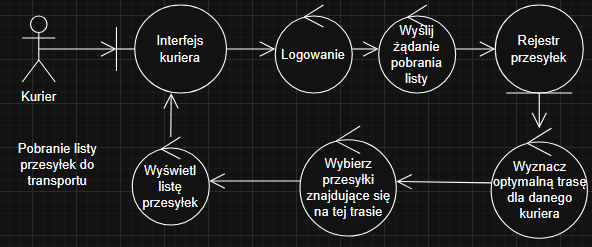 Kurier
Interfejs
kuriera
Logowanie
Wyślij
żądanie
pobrania
listy
Rejestr
przesyłek
Wyznacz
optymalną trasę
dla danego
kuriera
Wybierz
przesyłki
znajdujące się
na tej trasie
Wyświetl
listę
przesyłek
Pobranie listy
przesyłek do
transportu